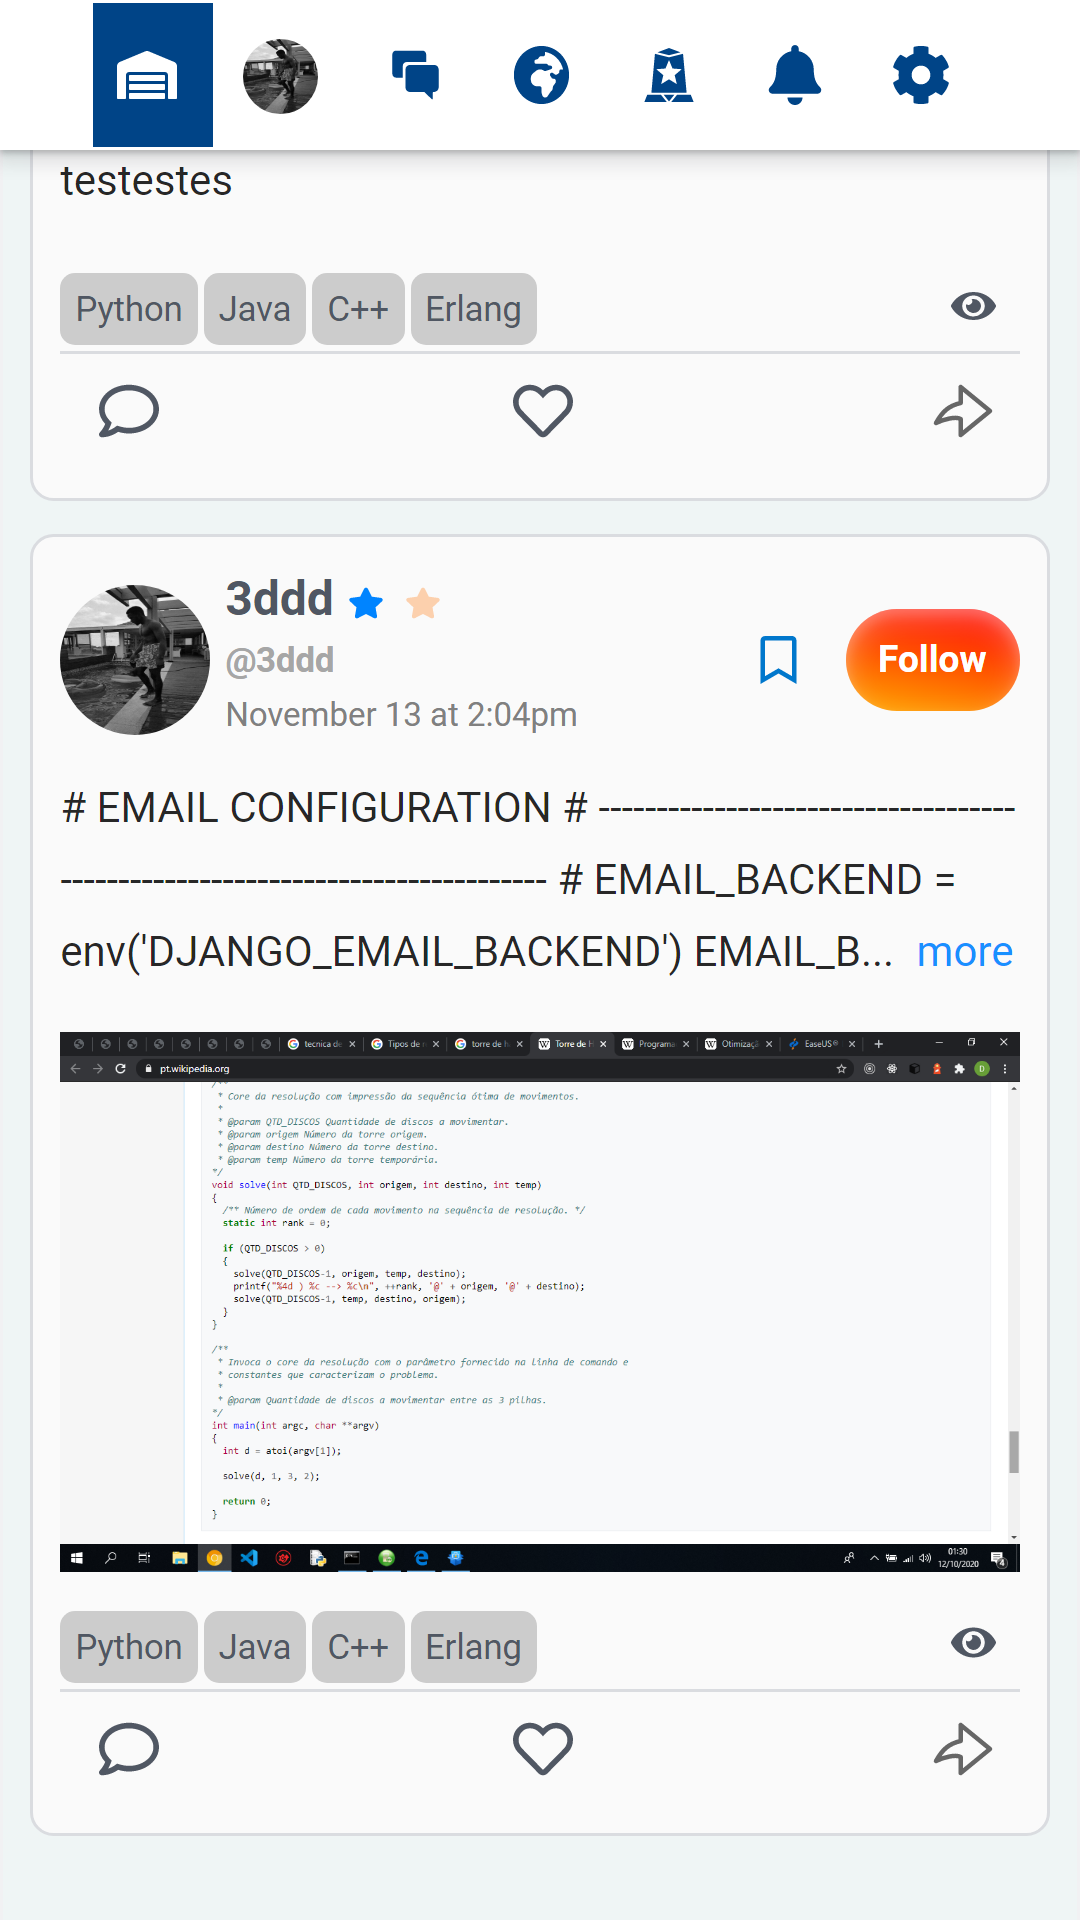 testestes
Python Java C++ Erlang
3ddd
@3ddd
November 13 at 2:04pm
Follow
# EMAIL CONFIGURATION # ------------------------------------
------------------------------------------ # EMAIL_BACKEND =
env('DJANGO_EMAIL_BACKEND') EMAIL_B... more
tecnica de Tipos de torre de h Torre de H Programa Otimizaçã EaseUS®
pt.wikipedia.org
D
/**
* Core da resolução com impressão da sequência ótima de movimentos.
*
* @param QTD_DISCOS Quantidade de discos a movimentar.
* @param origem Número da torre origem.
* @param destino Número da torre destino.
* @param temp Número da torre temporária.
*/
void solve(int QTD_DISCOS, int origem, int destino, int temp)
{
/** Número de ordem de cada movimento na sequência de resolução. */
static int rank = 0;
if (QTD_DISCOS > 0)
{
solve(QTD_DISCOS-1, origem, temp, destino);
printf("%4d ) %c --> %c\n", ++rank, '@' + origem, '@' + destino);
solve(QTD_DISCOS-1, temp, destino, origem);
}
}
/**
* Invoca o core da resolução com o parâmetro fornecido na linha de comando e
* constantes que caracterizam o problema.
*
* @param Quantidade de discos a movimentar entre as 3 pilhas.
*/
int main(int argc, char **argv)
{
int d = atoi(argv[1]);
solve(d, 1, 3, 2);
return 0;
}
01:30
12/10/2020
4
Python Java C++ Erlang